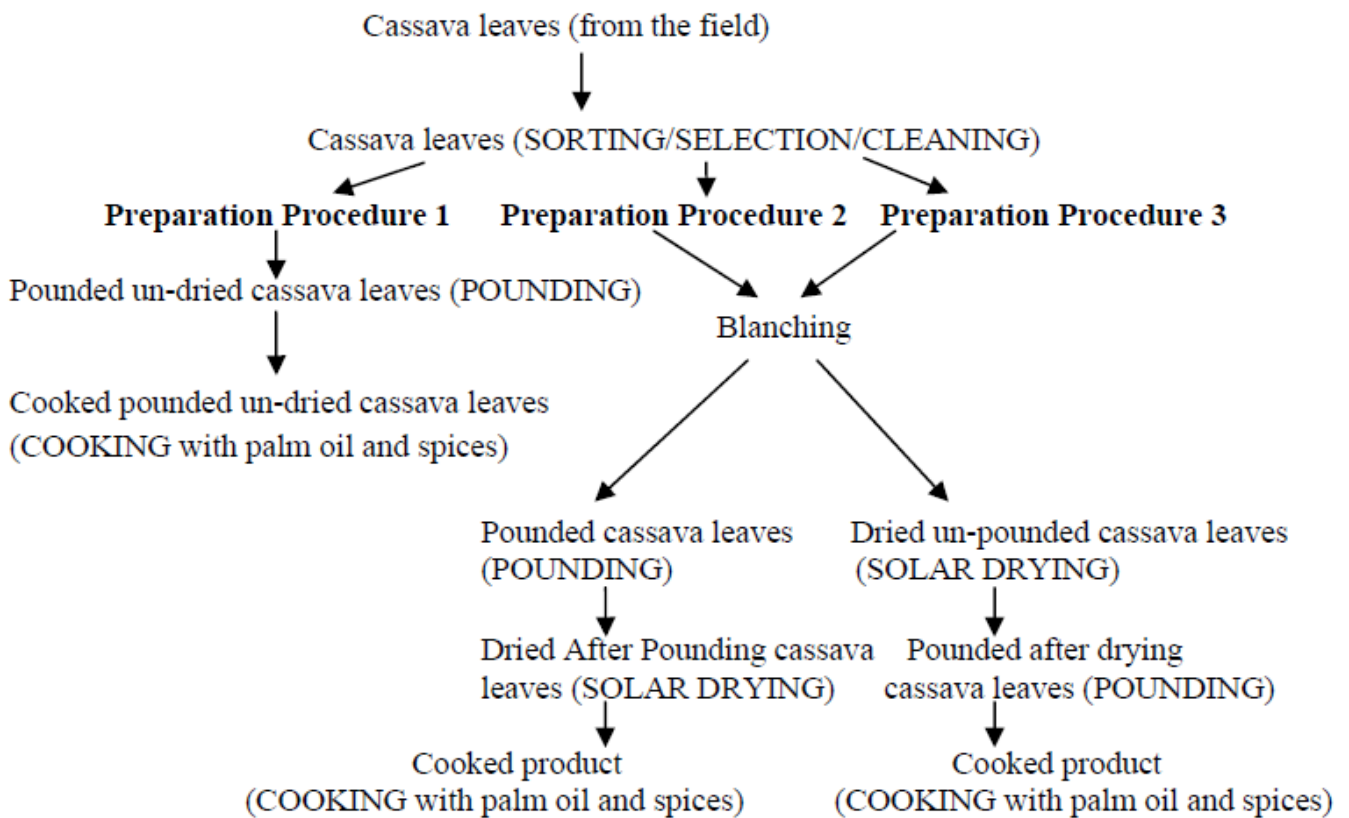 Cassava leaves (from the field)
Cassava leaves (SORTING/SELECTION/CLEANING)
Preparation Procedure 1
Preparation Procedure 2
Preparation Procedure 3
Pounded un-dried cassava leaves (POUNDING)
Blanching
Cooked pounded un-dried cassava leaves
(COOKING with palm oil and spices)
Pounded cassava leaves
(POUNDING)
Dried After Pounding cassava
leaves (SOLAR DRYING)
Cooked product
(COOKING with palm oil and spices)
Dried un-pounded cassava leaves
(SOLAR DRYING)
Pounded after drying
cassava leaves (POUNDING)
Cooked product
(COOKING with palm oil and spices)